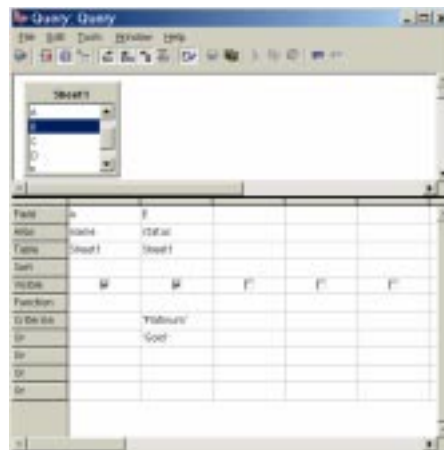 Query: Query
File Edit Tools Window Help
Sheet1
A
B
C
D
Field A
Alias name status
Table Sheet1 Sheet1
Sort
Visible
Function
Criteria 'Platinum'
Or 'Gold'
Or
Or
Or